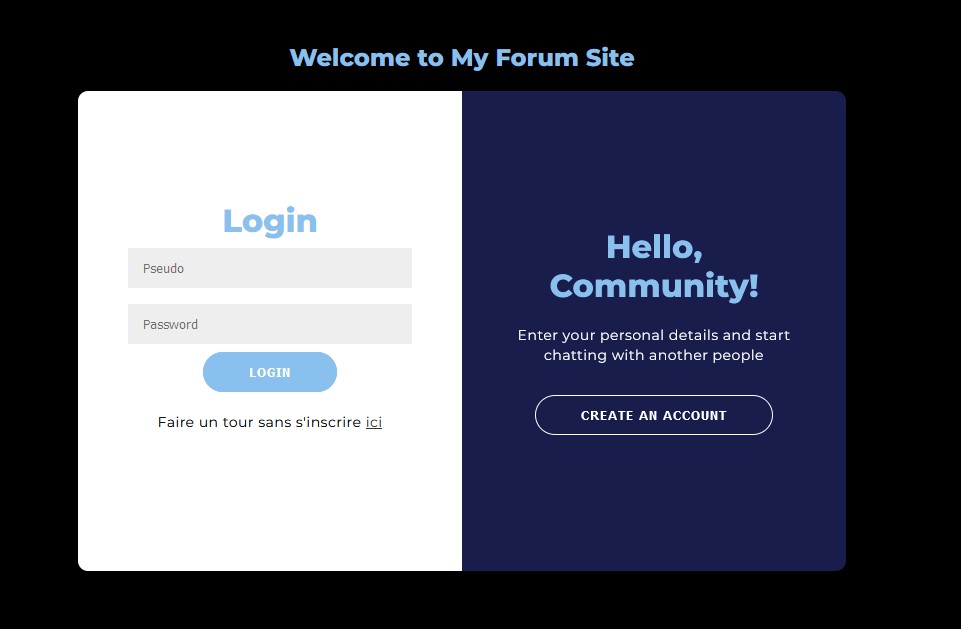 Welcome to My Forum Site
Login
Pseudo
Password
LOGIN
Faire un tour sans s'inscrire ici
Hello,
Community!
Enter your personal details and start
chatting with another people
CREATE AN ACCOUNT